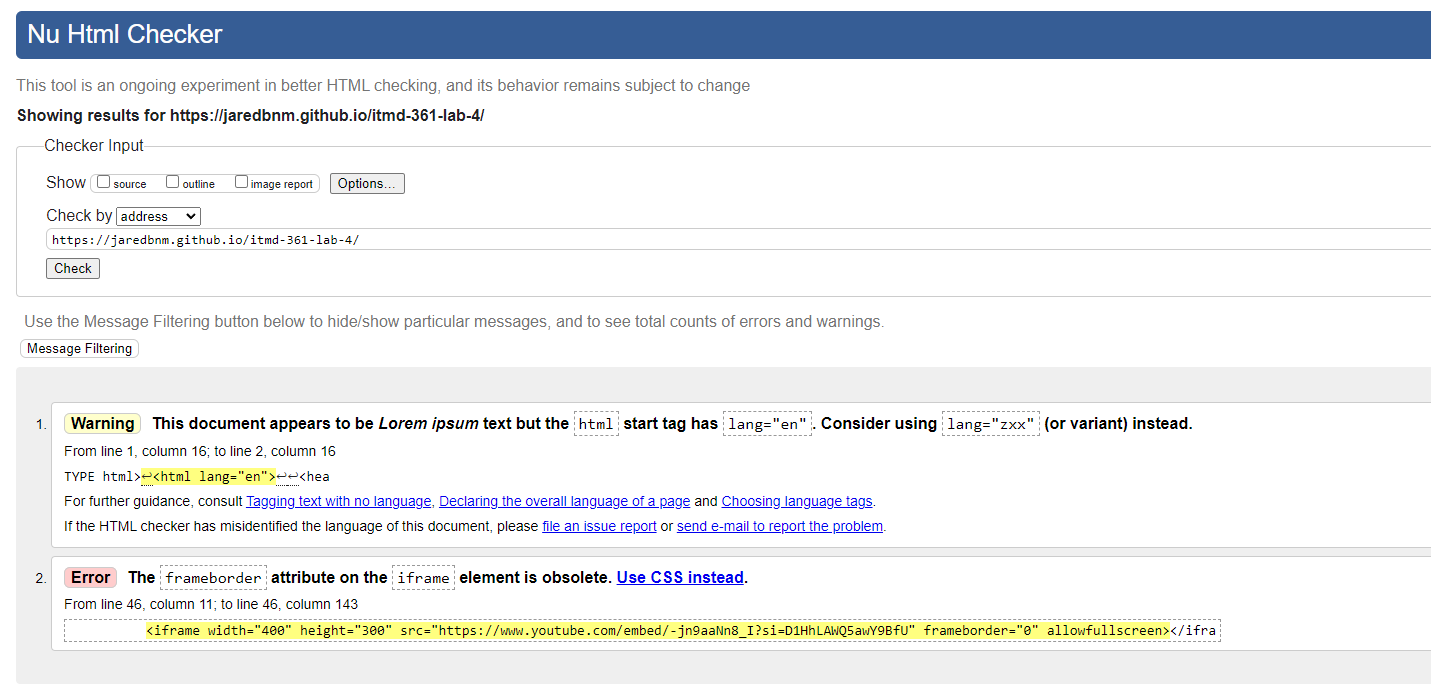 Nu Html Checker
This tool is an ongoing experiment in better HTML checking, and its behavior remains subject to change
Showing results for https://jaredbnm.github.io/itmd-361-lab-4/
Checker Input
Show source outline image report Options...
Check by address
https://jaredbnm.github.io/itmd-361-lab-4/
Check
Use the Message Filtering button below to hide/show particular messages, and to see total counts of errors and warnings.
Message Filtering
1. Warning This document appears to be Lorem ipsum text but the html start tag has lang="en". Consider using lang="zxx" (or variant) instead.
From line 1, column 16; to line 2, column 16
TYPE html>↩<html lang="en">↩↩<hea
For further guidance, consult Tagging text with no language, Declaring the overall language of a page and Choosing language tags.
If the HTML checker has misidentified the language of this document, please file an issue report or send e-mail to report the problem.
2. Error The frameborder attribute on the iframe element is obsolete. Use CSS instead.
From line 46, column 11; to line 46, column 143
<iframe width="400" height="300" src="https://www.youtube.com/embed/-jn9aaNn8_I?si=D1HhLAWQ5awY9BfU" frameborder="0" allowfullscreen></ifra